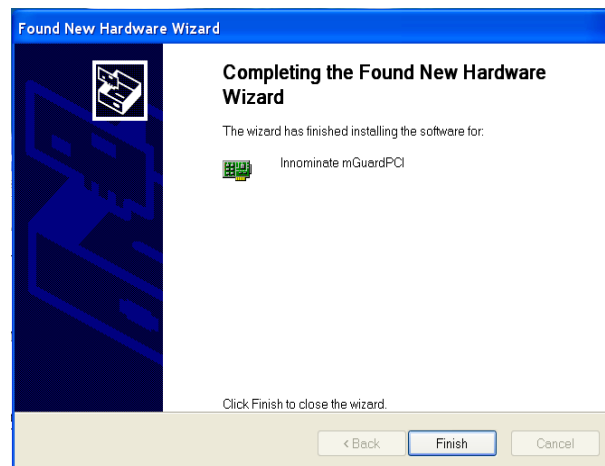 Found New Hardware Wizard
Completing the Found New Hardware
Wizard
The wizard has finished installing the software for:
Innominate mGuardPCI
Click Finish to close the wizard.
< Back
Finish
Cancel